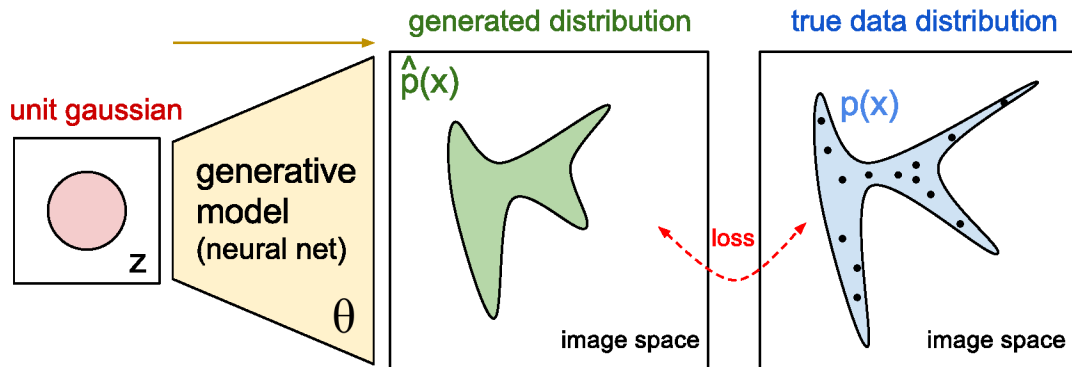 generated distribution
true data distribution
unit gaussian
p̂(x)
p(x)
generative
model
(neural net)
z
θ
loss
image space
image space